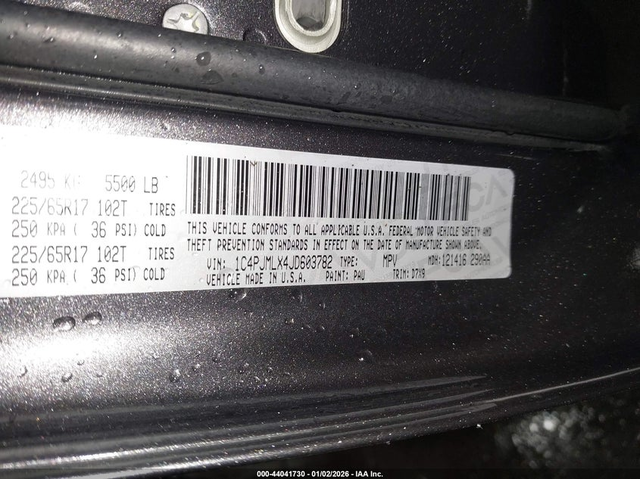 2495 KG 5500 LB
225/65R17 102T TIRES
250 KPA ( 36 PSI) COLD
225/65R17 102T TIRES
250 KPA ( 36 PSI) COLD
THIS VEHICLE CONFORMS TO ALL APPLICABLE U.S.A. FEDERAL MOTOR VEHICLE SAFETY AND
THEFT PREVENTION STANDARDS IN EFFECT ON THE DATE OF MANUFACTURE SHOWN ABOVE.
VIN: 1C4PJMLX4JD603782 TYPE: MPV MDH: 121416 290AA
VEHICLE MADE IN U.S.A. PAINT: PAU TRIM: D7X9
000-44041730 - 01/02/2026 - IAA Inc.